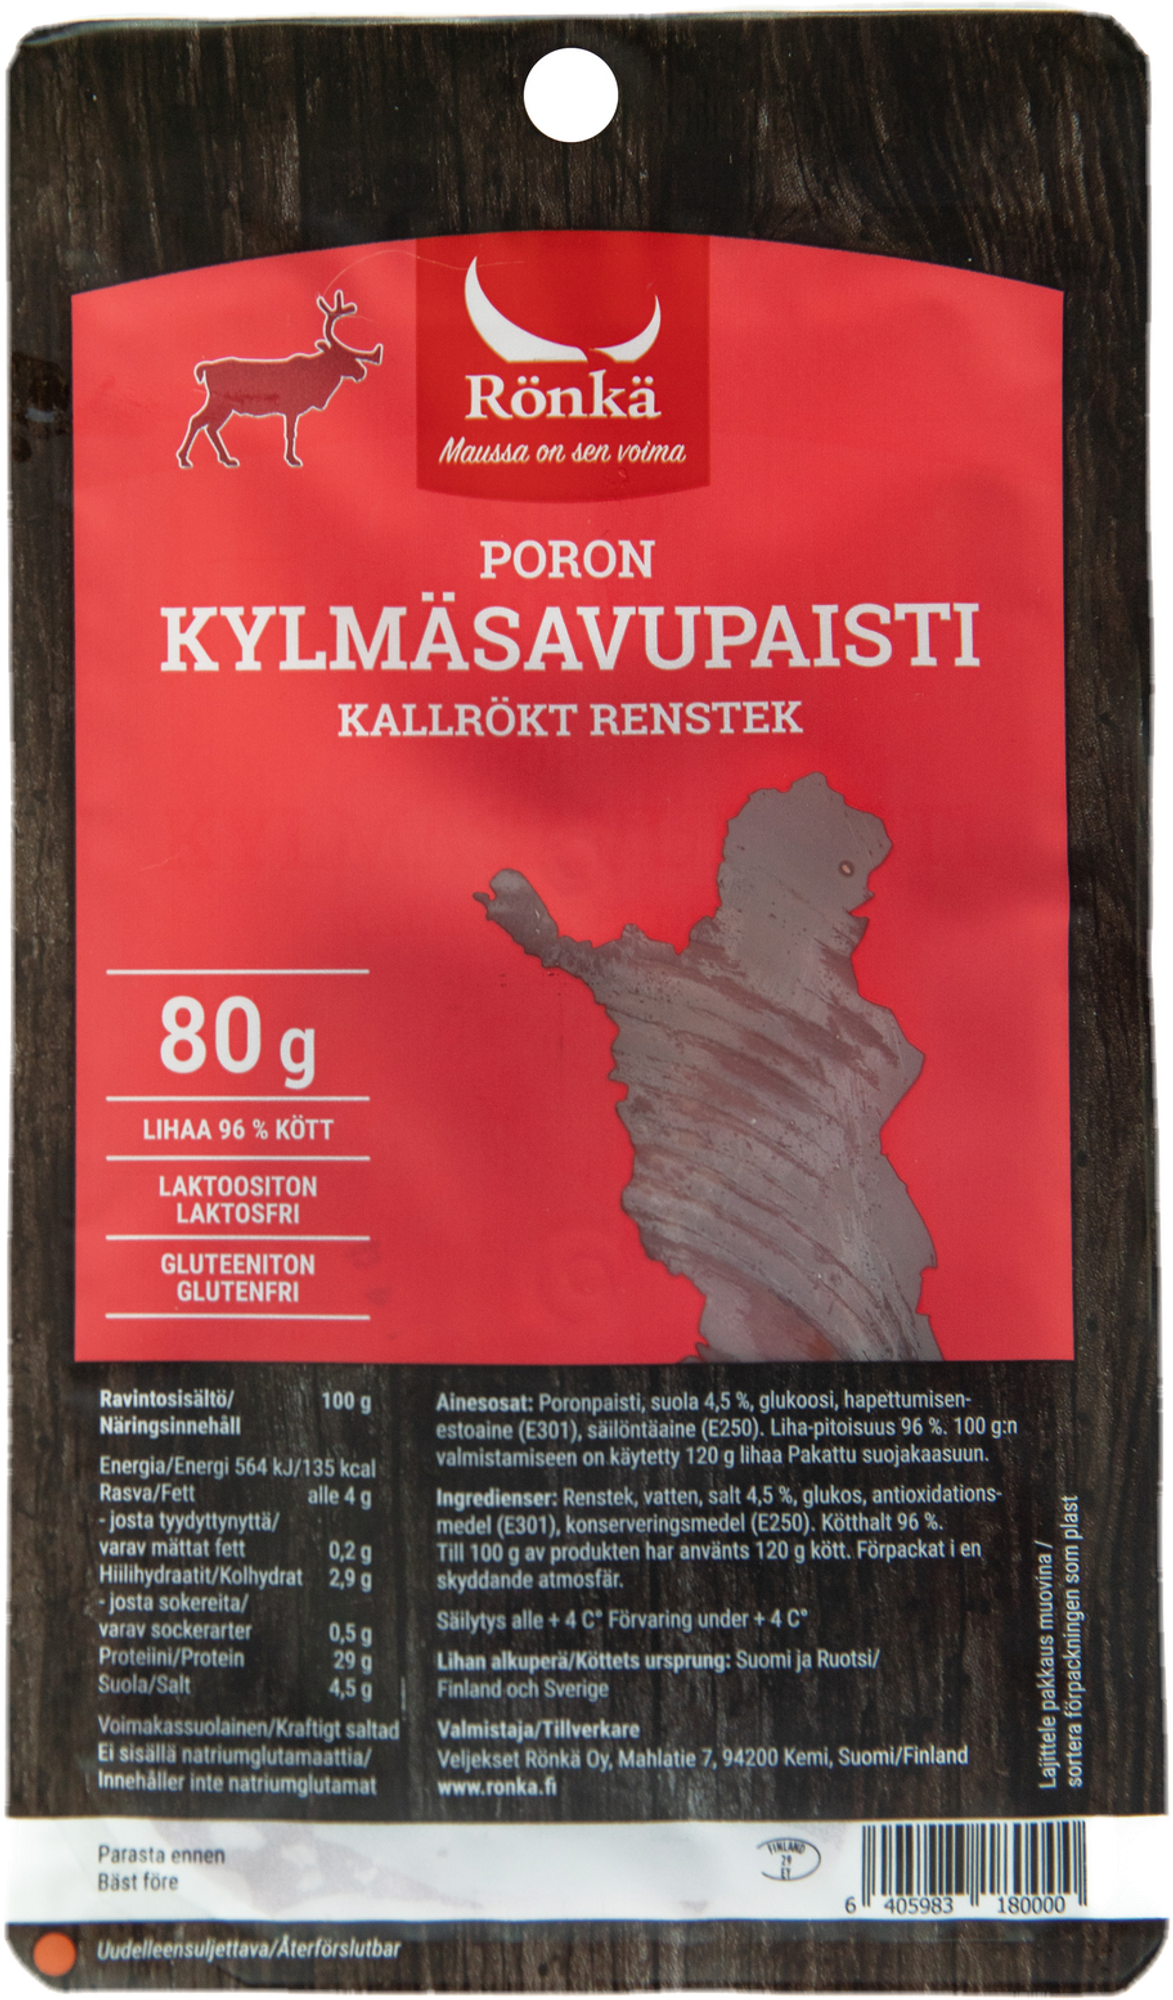 Rönkä
Maussa on sen voima
PORON
KYLMÄSAVUPAISTI
KALLRÖKT RENSTEK
80 g
LIHAA 96 % KÖTT
LAKTOOSITON
LAKTOSFRI
GLUTEENITON
GLUTENFRI
Ravintosisältö/ 100 g
Näringsinnehåll
Energia/Energi 564 kJ/135 kcal
Rasva/Fett alle 4 g
- josta tyydyttynyttä/
varav mättat fett 0,2 g
Hiilihydraatit/Kolhydrat 2,9 g
- josta sokereita/
varav sockerarter 0,5 g
Proteiini/Protein 29 g
Suola/Salt 4,5 g
Voimakassuolainen/Kraftigt saltad
Ei sisällä natriumglutamaattia/
Innehåller inte natriumglutamat
Ainesosat: Poronpaisti, suola 4,5 %, glukoosi, hapettumisen-
estoaine (E301), säilöntäaine (E250). Liha-pitoisuus 96 %. 100 g:n
valmistamiseen on käytetty 120 g lihaa Pakattu suojakaasuun.
Ingredienser: Renstek, vatten, salt 4,5 %, glukos, antioxidations-
medel (E301), konserveringsmedel (E250). Kötthalt 96 %.
Till 100 g av produkten har använts 120 g kött. Förpackat i en
skyddande atmosfär.
Säilytys alle + 4 C° Förvaring under + 4 C°
Lihan alkuperä/Köttets ursprung: Suomi ja Ruotsi/
Finland och Sverige
Valmistaja/Tillverkare
Veljekset Rönkä Oy, Mahlatie 7, 94200 Kemi, Suomi/Finland
www.ronka.fi
Lajittele pakkaus muovina /
sortera förpackningen som plast
Parasta ennen
Bäst före
FINLAND
29
EY
6 405983 180000
Uudelleensuljettava/Återförslutbar